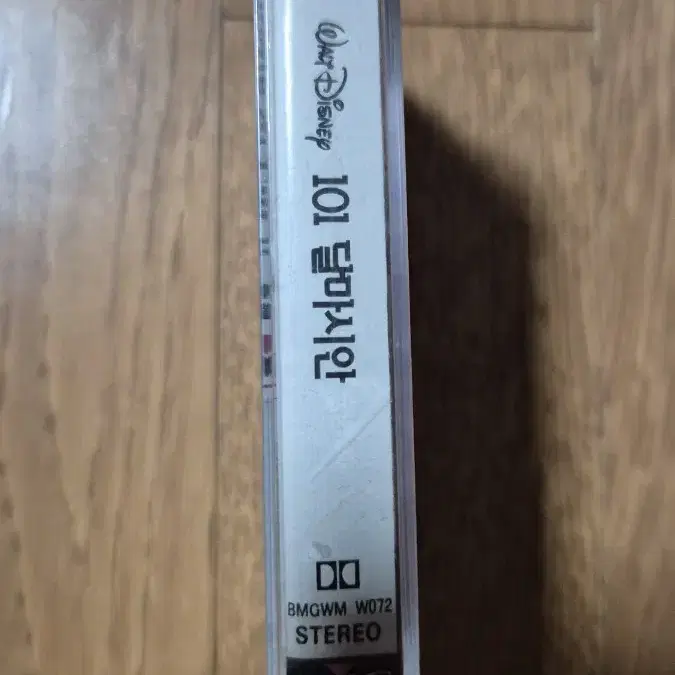 WALT DISNEY 101 달마시안
BMGWM W072
STEREO